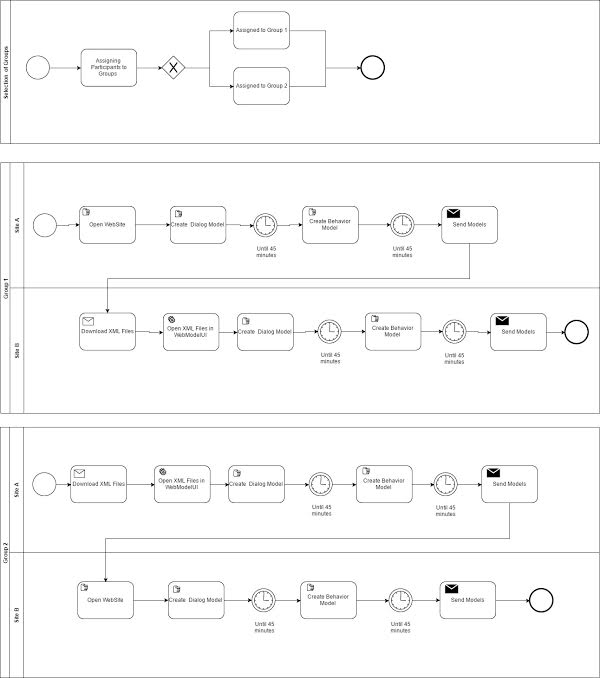 Selection of Groups
Assigning
Participants to
Groups
X
Assigned to Group 1
Assigned to Group 2
Group 1
Site A
Open WebSite
Create Dialog Model
Until 45
minutes
Create Behavior
Model
Until 45
minutes
Send Models
Site B
Download XML Files
Open XML Files in
WebModelUI
Create Dialog Model
Until 45
minutes
Create Behavior
Model
Until 45
minutes
Send Models
Group 2
Site A
Download XML Files
Open XML Files in
WebModelUI
Create Dialog Model
Until 45
minutes
Create Behavior
Model
Until 45
minutes
Send Models
Site B
Open WebSite
Create Dialog Model
Until 45
minutes
Create Behavior
Model
Until 45
minutes
Send Models